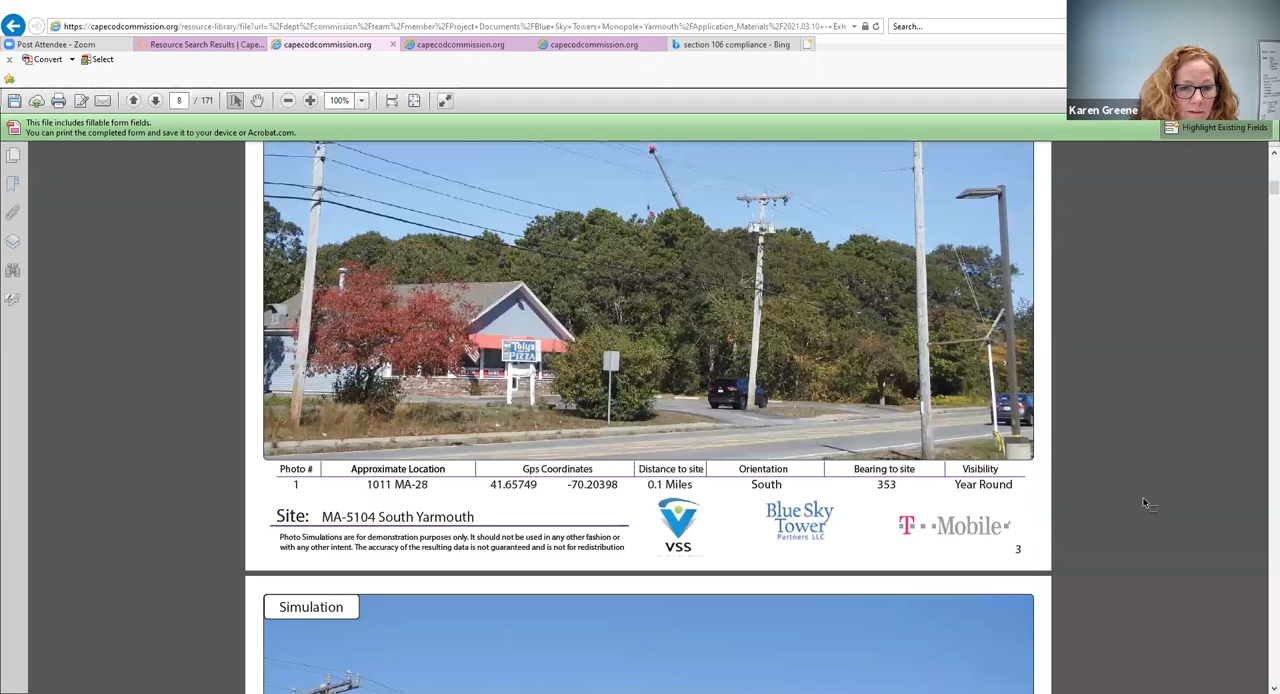 https://www.capecodcommission.org/resource-library/file?url=%2Fdept%2Fcommission%2Fteam%2Fmember%2FProject+Documents%2FBlue+Sky+Towers+Monopole+Yarmouth%2FApplication_Materials%2F2021.03.10+-+Exh
Search...
Post Attendee - Zoom
Resource Search Results | Cape...
capecodcommission.org
capecodcommission.org
capecodcommission.org
section 106 compliance - Bing
Convert
Select
8 / 171
100%
Karen Greene
This file includes fillable form fields.
You can print the completed form and save it to your device or Acrobat.com.
Highlight Existing Fields
Photo # Approximate Location Gps Coordinates Distance to site Orientation Bearing to site Visibility
1 1011 MA-28 41.65749 -70.20398 0.1 Miles South 353 Year Round
Site: MA-5104 South Yarmouth
Photo Simulations are for demonstration purposes only. It should not be used in any other fashion or
with any other intent. The accuracy of the resulting data is not guaranteed and is not for redistribution
VSS
Blue Sky
Tower
Partners LLC
T Mobile
3
Simulation
PIZZA